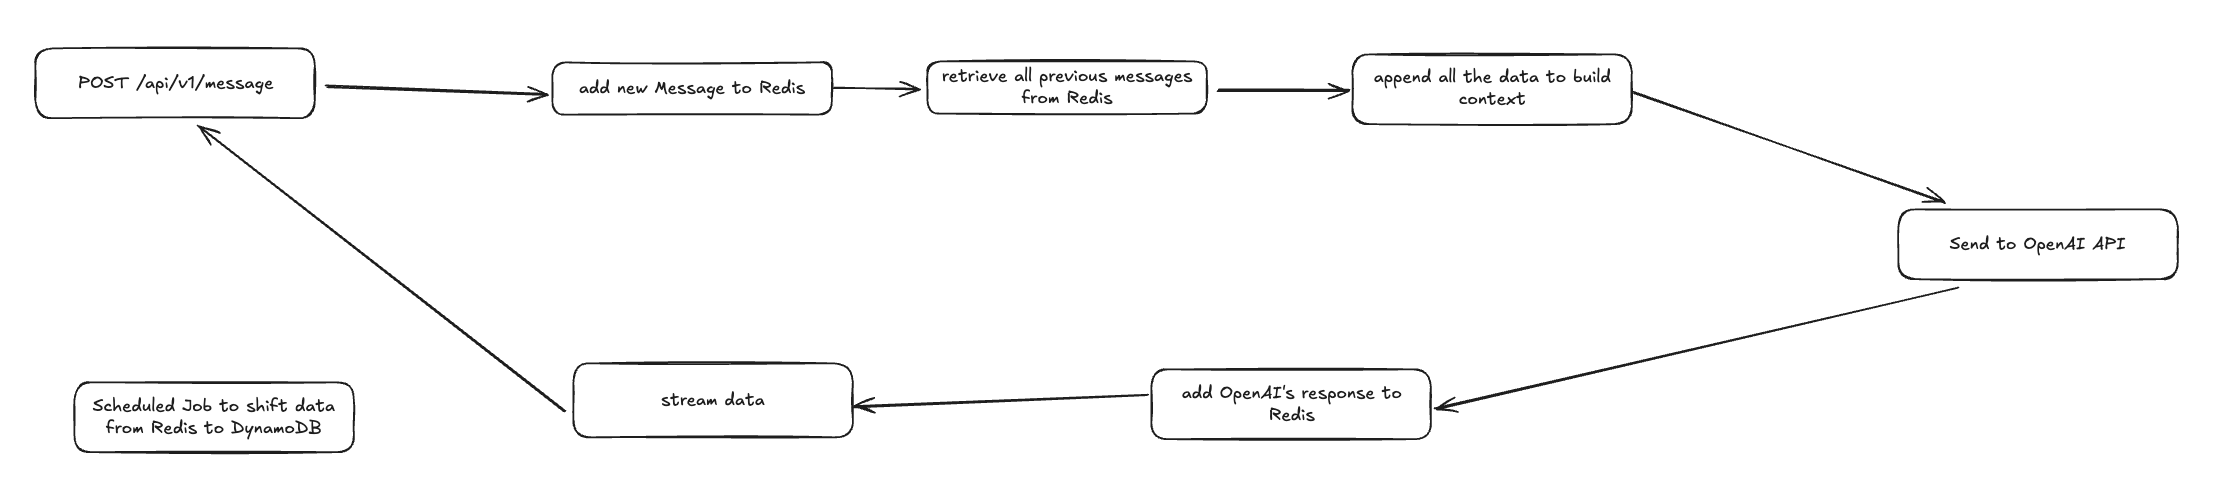 POST /api/v1/message
add new Message to Redis
retrieve all previous messages
from Redis
append all the data to build
context
Send to OpenAI API
add OpenAI's response to
Redis
stream data
Scheduled Job to shift data
from Redis to DynamoDB